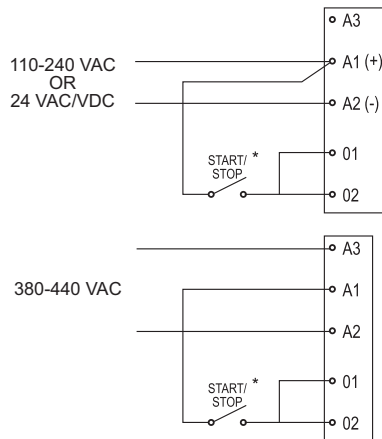 A3
110-240 VAC
OR
24 VAC/VDC
A1 (+)
A2 (-)
START/ *
STOP
01
02
A3
380-440 VAC
A1
A2
START/ *
STOP
01
02